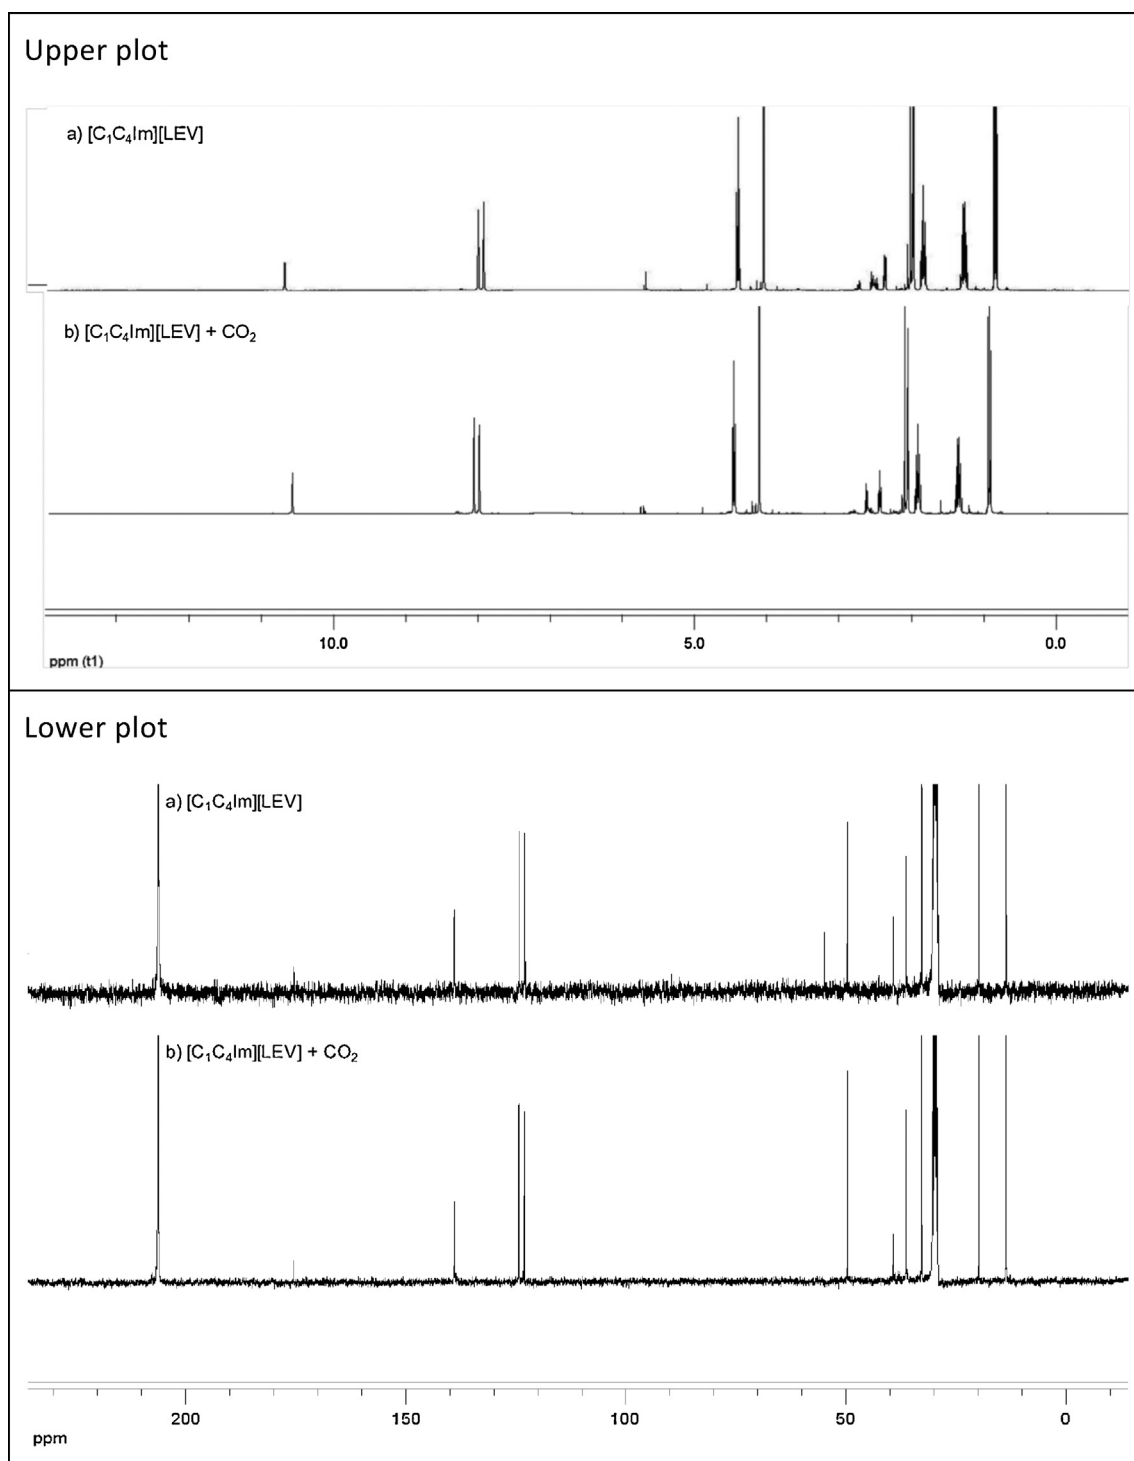 Upper plot
a) [C₁C₄Im][LEV]
b) [C₁C₄Im][LEV] + CO₂
10.0 5.0 0.0
ppm (t1)
Lower plot
a) [C₁C₄Im][LEV]
b) [C₁C₄Im][LEV] + CO₂
200 150 100 50 0
ppm